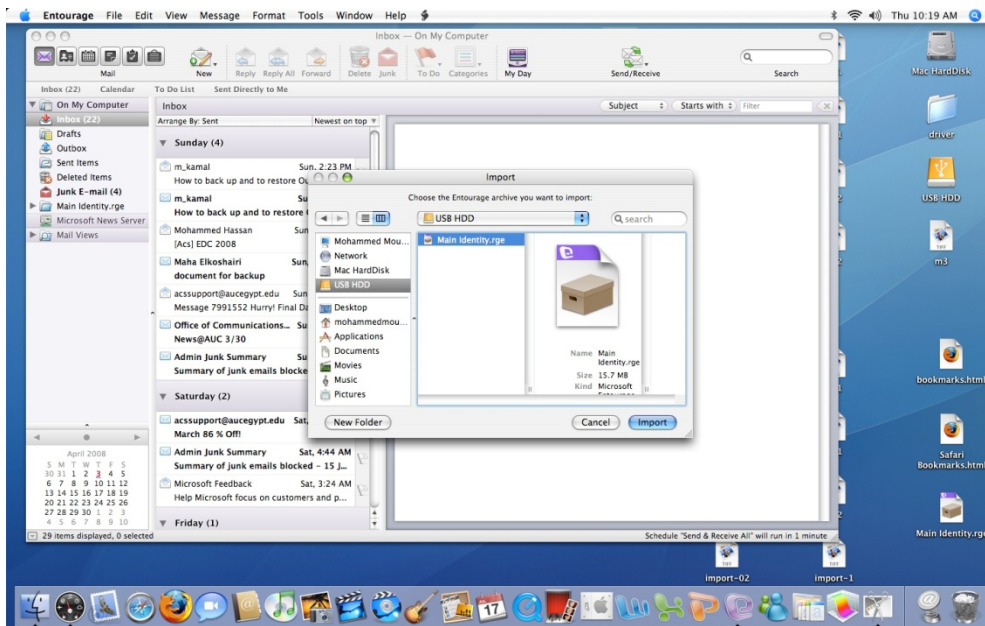 Entourage File Edit View Message Format Tools Window Help
Thu 10:19 AM
Inbox — On My Computer
Mail
New Reply Reply All Forward Delete Junk To Do Categories My Day Send/Receive Search
Inbox (22) Calendar To Do List Sent Directly to Me
On My Computer
Inbox (22)
Drafts
Outbox
Sent Items
Deleted Items
Junk E-mail (4)
Main Identity.rge
Microsoft News Server
Mail Views
Inbox
Subject Starts with Filter
Arrange By: Sent Newest on top
Sunday (4)
m_kamal Sun, 2:23 PM
How to back up and to restore Ou
m_kamal Su
How to back up and to restore
Mohammed Hassan Sun
[Acs] EDC 2008
Maha Elkoshairi Sun,
document for backup
acssupport@aucegypt.edu Sun
Message 7991552 Hurry! Final Da
Office of Communications... Su
News@AUC 3/30
Admin Junk Summary Su
Summary of junk emails blocke
Saturday (2)
acssupport@aucegypt.edu Sat,
March 86 % Off!
Admin Junk Summary Sat, 4:44 AM
Summary of junk emails blocked – 15 J...
Microsoft Feedback Sat, 3:24 AM
Help Microsoft focus on customers and p...
Friday (1)
Import
Choose the Entourage archive you want to import:
USB HDD
search
Mohammed Mou...
Network
Mac HardDisk
USB HDD
Desktop
mohammedmou...
Applications
Documents
Movies
Music
Pictures
Main Identity.rge
Name Main
Identity.rge
Size 15.7 MB
Kind Microsoft
New Folder Cancel Import
April 2008
S M T W T F S
30 31 1 2 3 4 5
6 7 8 9 10 11 12
13 14 15 16 17 18 19
20 21 22 23 24 25 26
27 28 29 30 1 2 3
4 5 6 7 8 9 10
29 items displayed, 0 selected
Schedule "Send & Receive All" will run in 1 minute
Mac HardDisk
driver
USB HDD
m3
bookmarks.html
Safari
Bookmarks.html
Main Identity.rge
import-02
import-1
17